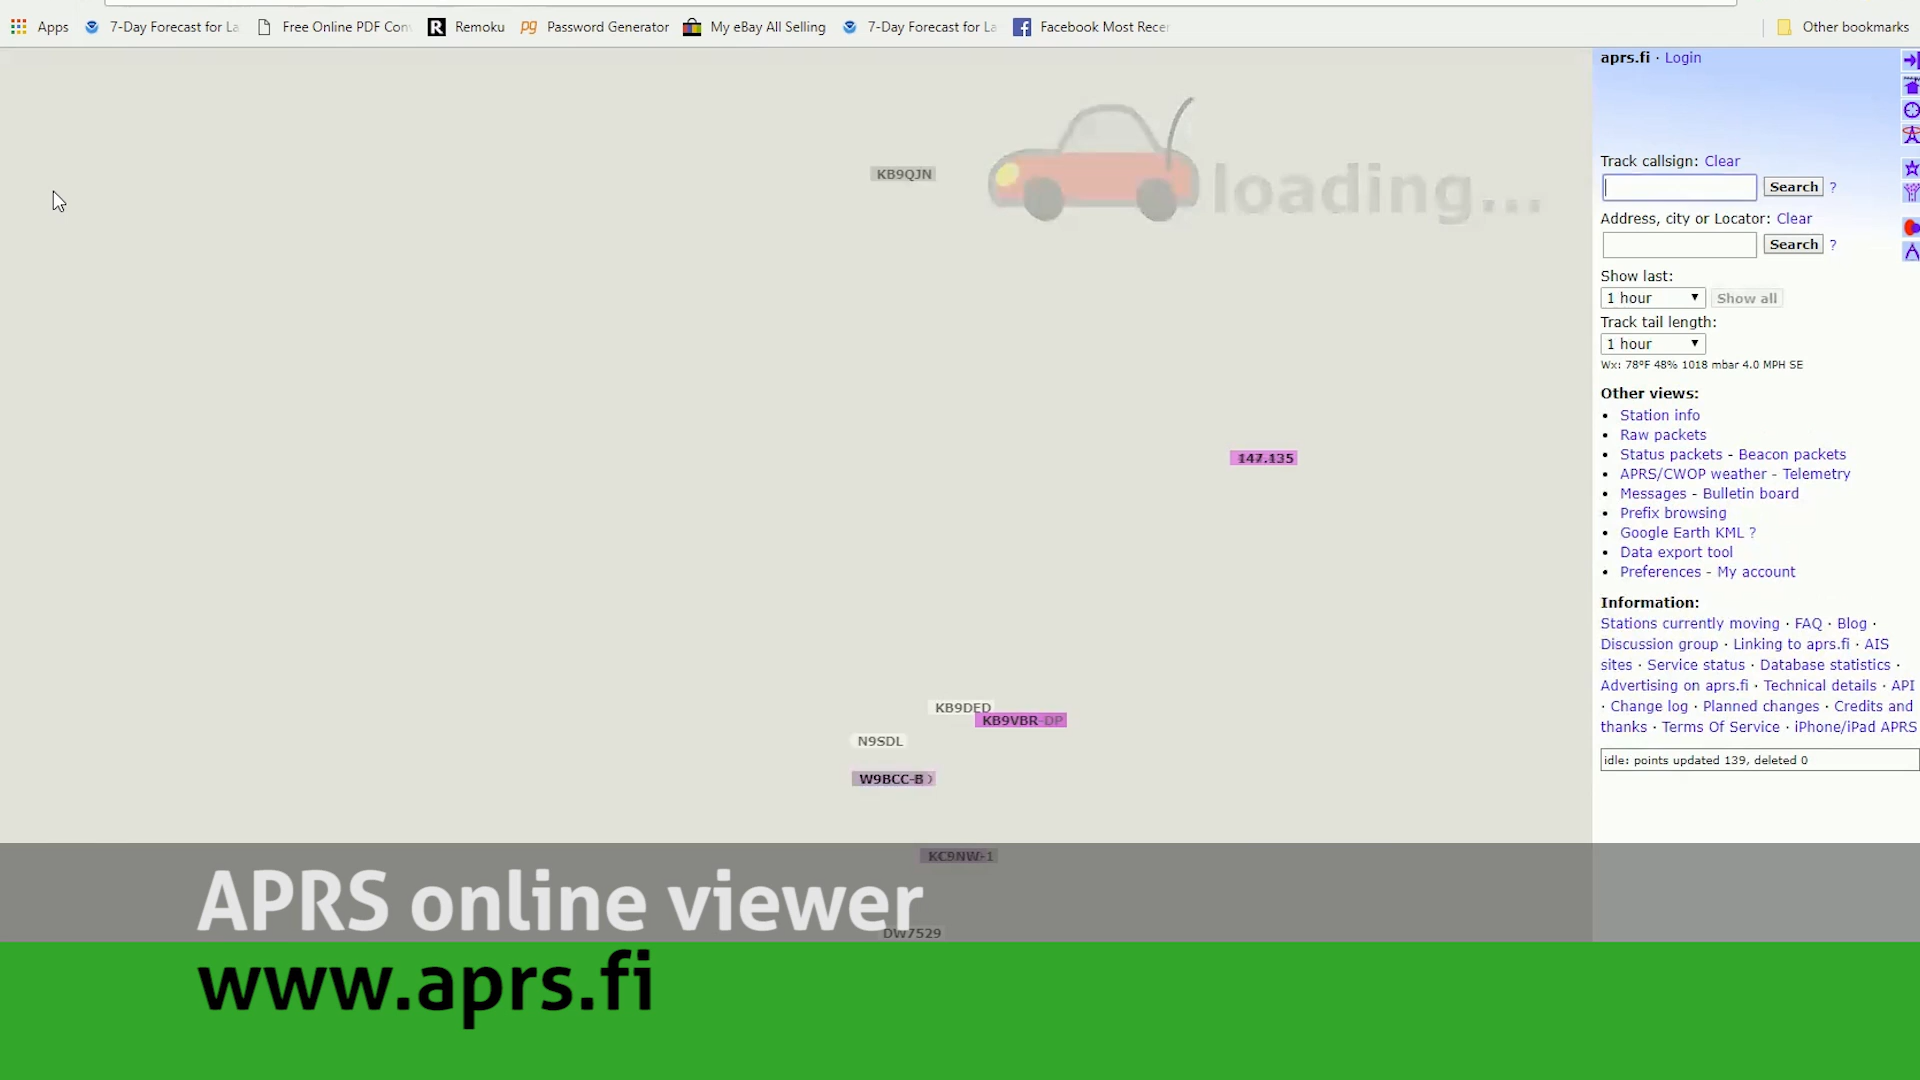 Apps 7-Day Forecast for La Free Online PDF Con Remoku pg Password Generator My eBay All Selling 7-Day Forecast for La Facebook Most Recen Other bookmarks
aprs.fi · Login
loading...
KB9QJN
Track callsign: Clear
Search ?
Address, city or Locator: Clear
Search ?
Show last:
1 hour Show all
Track tail length:
1 hour
Wx: 78°F 48% 1018 mbar 4.0 MPH SE
Other views:
• Station info
• Raw packets
• Status packets - Beacon packets
• APRS/CWOP weather - Telemetry
• Messages - Bulletin board
• Prefix browsing
• Google Earth KML ?
• Data export tool
• Preferences - My account
Information:
Stations currently moving · FAQ · Blog ·
Discussion group · Linking to aprs.fi · AIS
sites · Service status · Database statistics ·
Advertising on aprs.fi · Technical details · API
· Change log · Planned changes · Credits and
thanks · Terms Of Service · iPhone/iPad APRS
idle: points updated 139, deleted 0
147.135
KB9DED
KB9VBR-DP
N9SDL
W9BCC-B
KC9NW-1
DW7529
APRS online viewer
www.aprs.fi